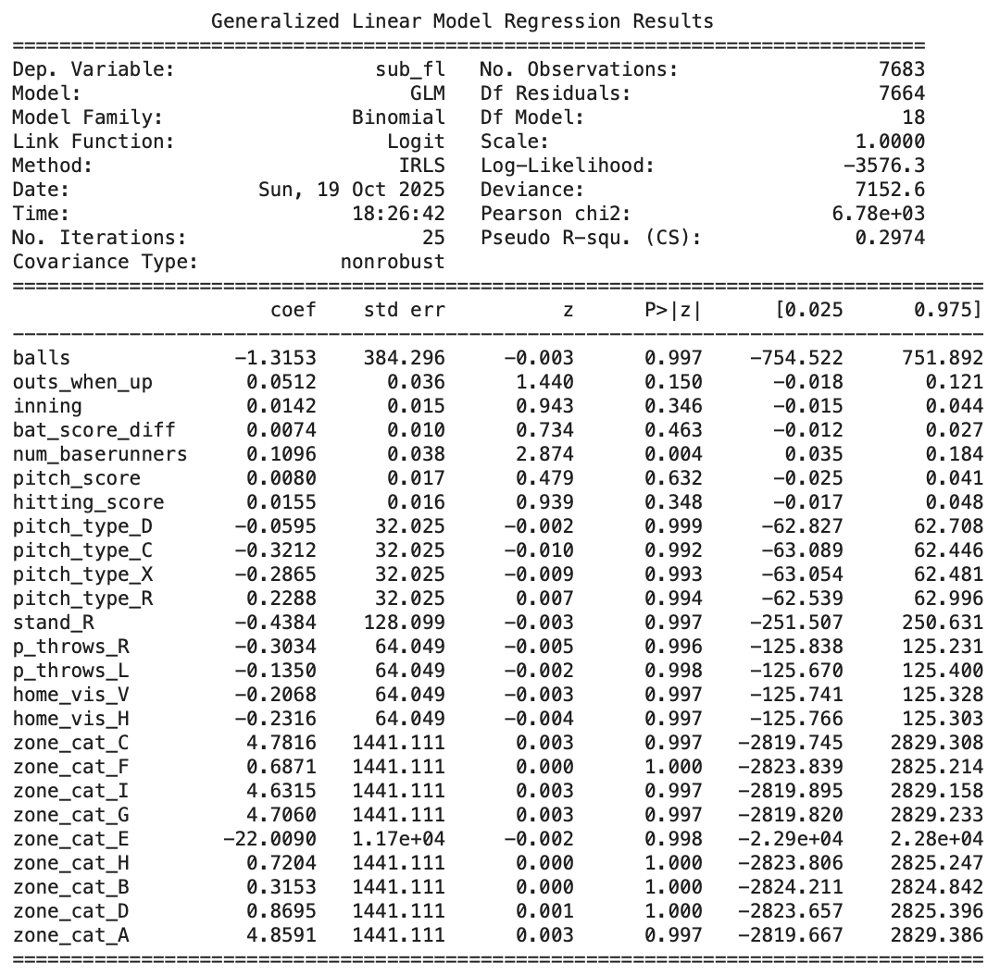 Generalized Linear Model Regression Results
==============================================================================
Dep. Variable:                 sub_fl   No. Observations:                 7683
Model:                            GLM   Df Residuals:                     7664
Model Family:                Binomial   Df Model:                           18
Link Function:                  Logit   Scale:                          1.0000
Method:                          IRLS   Log-Likelihood:                -3576.3
Date:                Sun, 19 Oct 2025   Deviance:                       7152.6
Time:                        18:26:42   Pearson chi2:                 6.78e+03
No. Iterations:                    25   Pseudo R-squ. (CS):             0.2974
Covariance Type:            nonrobust
===================================================================================
                      coef    std err          z      P>|z|      [0.025      0.975]
-----------------------------------------------------------------------------------
balls              -1.3153    384.296     -0.003      0.997    -754.522     751.892
outs_when_up        0.0512      0.036      1.440      0.150      -0.018       0.121
inning              0.0142      0.015      0.943      0.346      -0.015       0.044
bat_score_diff      0.0074      0.010      0.734      0.463      -0.012       0.027
num_baserunners     0.1096      0.038      2.874      0.004       0.035       0.184
pitch_score         0.0080      0.017      0.479      0.632      -0.025       0.041
hitting_score       0.0155      0.016      0.939      0.348      -0.017       0.048
pitch_type_D       -0.0595     32.025     -0.002      0.999     -62.827      62.708
pitch_type_C       -0.3212     32.025     -0.010      0.992     -63.089      62.446
pitch_type_X       -0.2865     32.025     -0.009      0.993     -63.054      62.481
pitch_type_R        0.2288     32.025      0.007      0.994     -62.539      62.996
stand_R            -0.4384    128.099     -0.003      0.997    -251.507     250.631
p_throws_R         -0.3034     64.049     -0.005      0.996    -125.838     125.231
p_throws_L         -0.1350     64.049     -0.002      0.998    -125.670     125.400
home_vis_V         -0.2068     64.049     -0.003      0.997    -125.741     125.328
home_vis_H         -0.2316     64.049     -0.004      0.997    -125.766     125.303
zone_cat_C          4.7816   1441.111      0.003      0.997   -2819.745    2829.308
zone_cat_F          0.6871   1441.111      0.000      1.000   -2823.839    2825.214
zone_cat_I          4.6315   1441.111      0.003      0.997   -2819.895    2829.158
zone_cat_G          4.7060   1441.111      0.003      0.997   -2819.820    2829.233
zone_cat_E        -22.0090   1.17e+04     -0.002      0.998   -2.29e+04    2.28e+04
zone_cat_H          0.7204   1441.111      0.000      1.000   -2823.806    2825.247
zone_cat_B          0.3153   1441.111      0.000      1.000   -2824.211    2824.842
zone_cat_D          0.8695   1441.111      0.001      1.000   -2823.657    2825.396
zone_cat_A          4.8591   1441.111      0.003      0.997   -2819.667    2829.386
===================================================================================